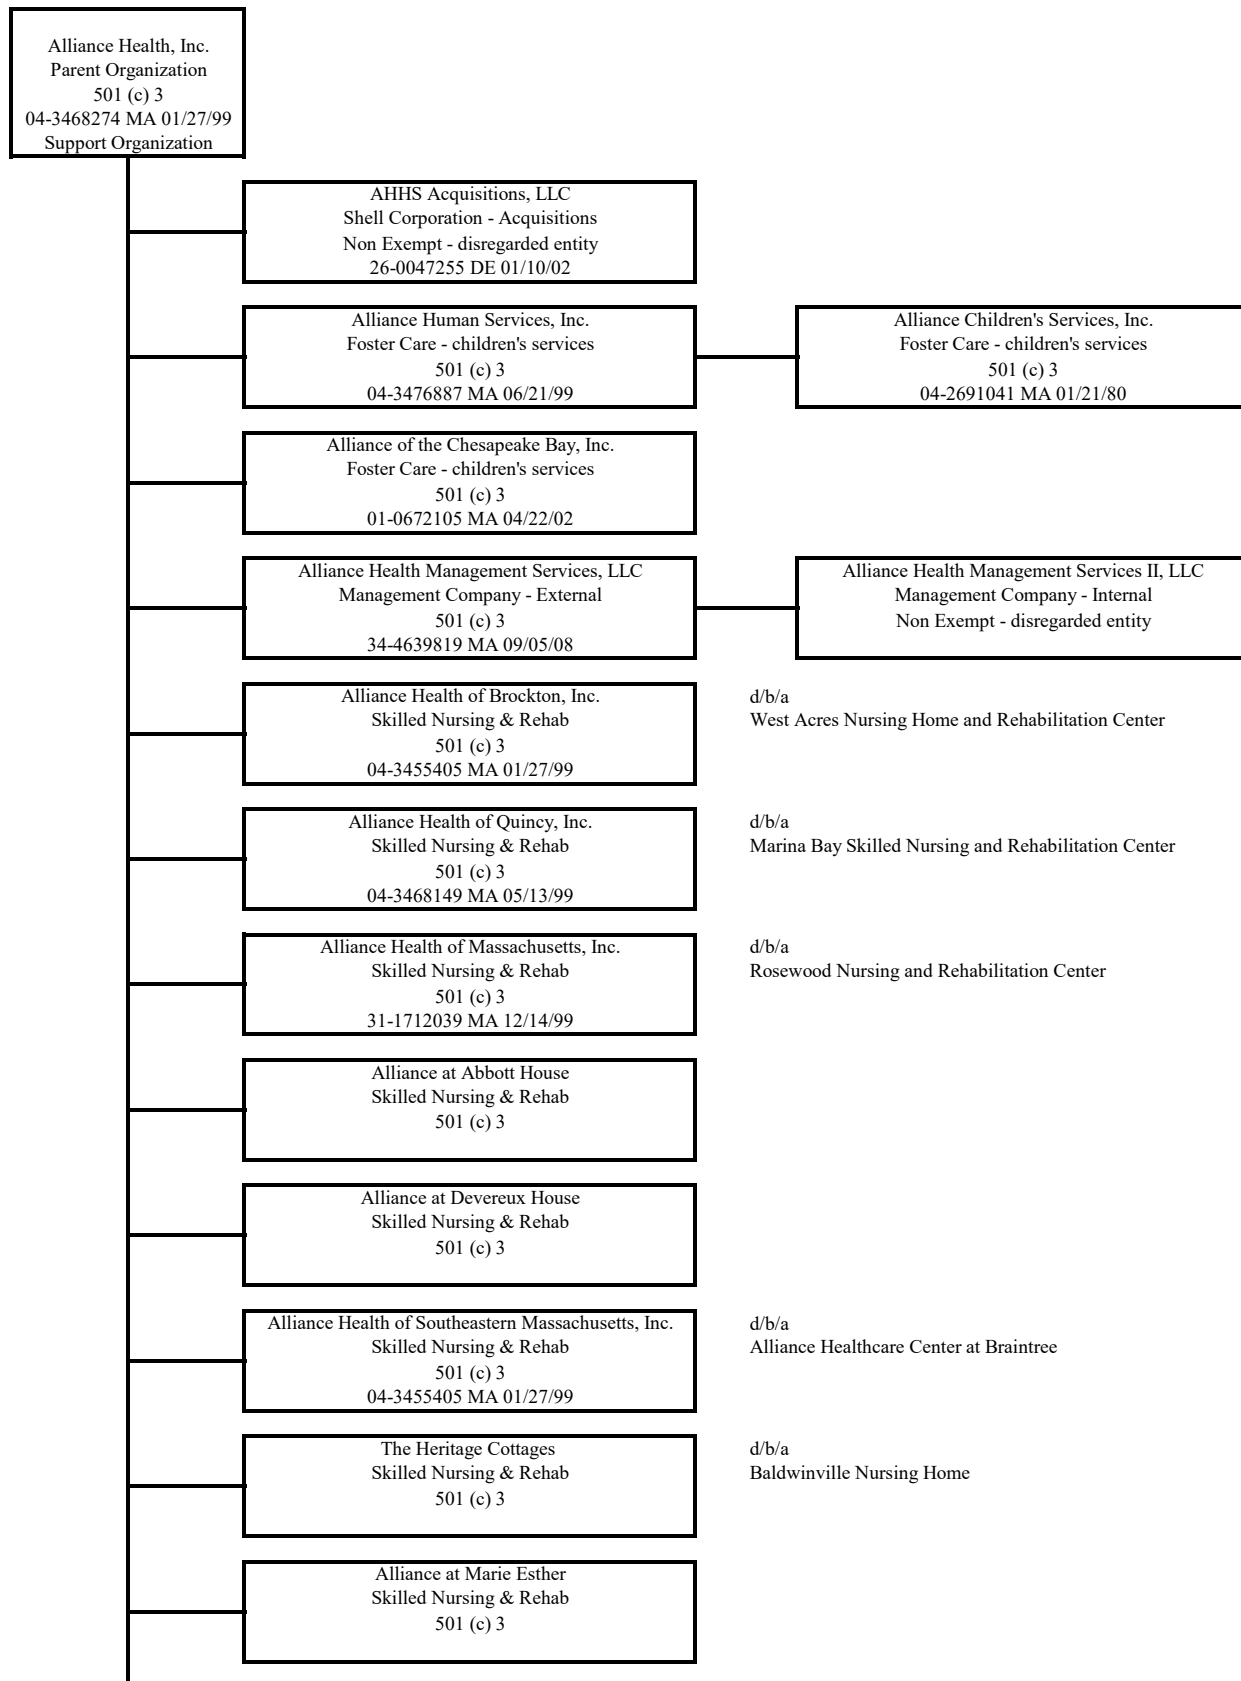 Alliance Health, Inc.
Parent Organization
501 (c) 3
04-3468274 MA 01/27/99
Support Organization
AHHS Acquisitions, LLC
Shell Corporation - Acquisitions
Non Exempt - disregarded entity
26-0047255 DE 01/10/02
Alliance Human Services, Inc.
Foster Care - children's services
501 (c) 3
04-3476887 MA 06/21/99
Alliance Children's Services, Inc.
Foster Care - children's services
501 (c) 3
04-2691041 MA 01/21/80
Alliance of the Chesapeake Bay, Inc.
Foster Care - children's services
501 (c) 3
01-0672105 MA 04/22/02
Alliance Health Management Services, LLC
Management Company - External
501 (c) 3
34-4639819 MA 09/05/08
Alliance Health Management Services II, LLC
Management Company - Internal
Non Exempt - disregarded entity
Alliance Health of Brockton, Inc.
Skilled Nursing & Rehab
501 (c) 3
04-3455405 MA 01/27/99
d/b/a
West Acres Nursing Home and Rehabilitation Center
Alliance Health of Quincy, Inc.
Skilled Nursing & Rehab
501 (c) 3
04-3468149 MA 05/13/99
d/b/a
Marina Bay Skilled Nursing and Rehabilitation Center
Alliance Health of Massachusetts, Inc.
Skilled Nursing & Rehab
501 (c) 3
31-1712039 MA 12/14/99
d/b/a
Rosewood Nursing and Rehabilitation Center
Alliance at Abbott House
Skilled Nursing & Rehab
501 (c) 3
Alliance at Devereux House
Skilled Nursing & Rehab
501 (c) 3
Alliance Health of Southeastern Massachusetts, Inc.
Skilled Nursing & Rehab
501 (c) 3
04-3455405 MA 01/27/99
d/b/a
Alliance Healthcare Center at Braintree
The Heritage Cottages
Skilled Nursing & Rehab
501 (c) 3
d/b/a
Baldwinville Nursing Home
Alliance at Marie Esther
Skilled Nursing & Rehab
501 (c) 3